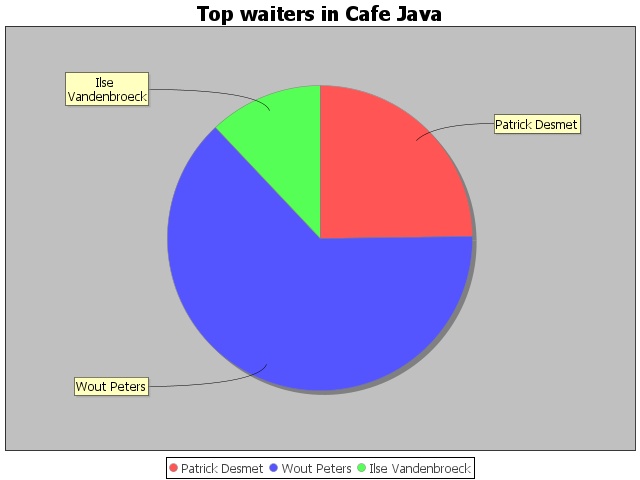 Top waiters in Cafe Java
Ilse
Vandenbroeck
Patrick Desmet
Wout Peters
Patrick Desmet Wout Peters Ilse Vandenbroeck